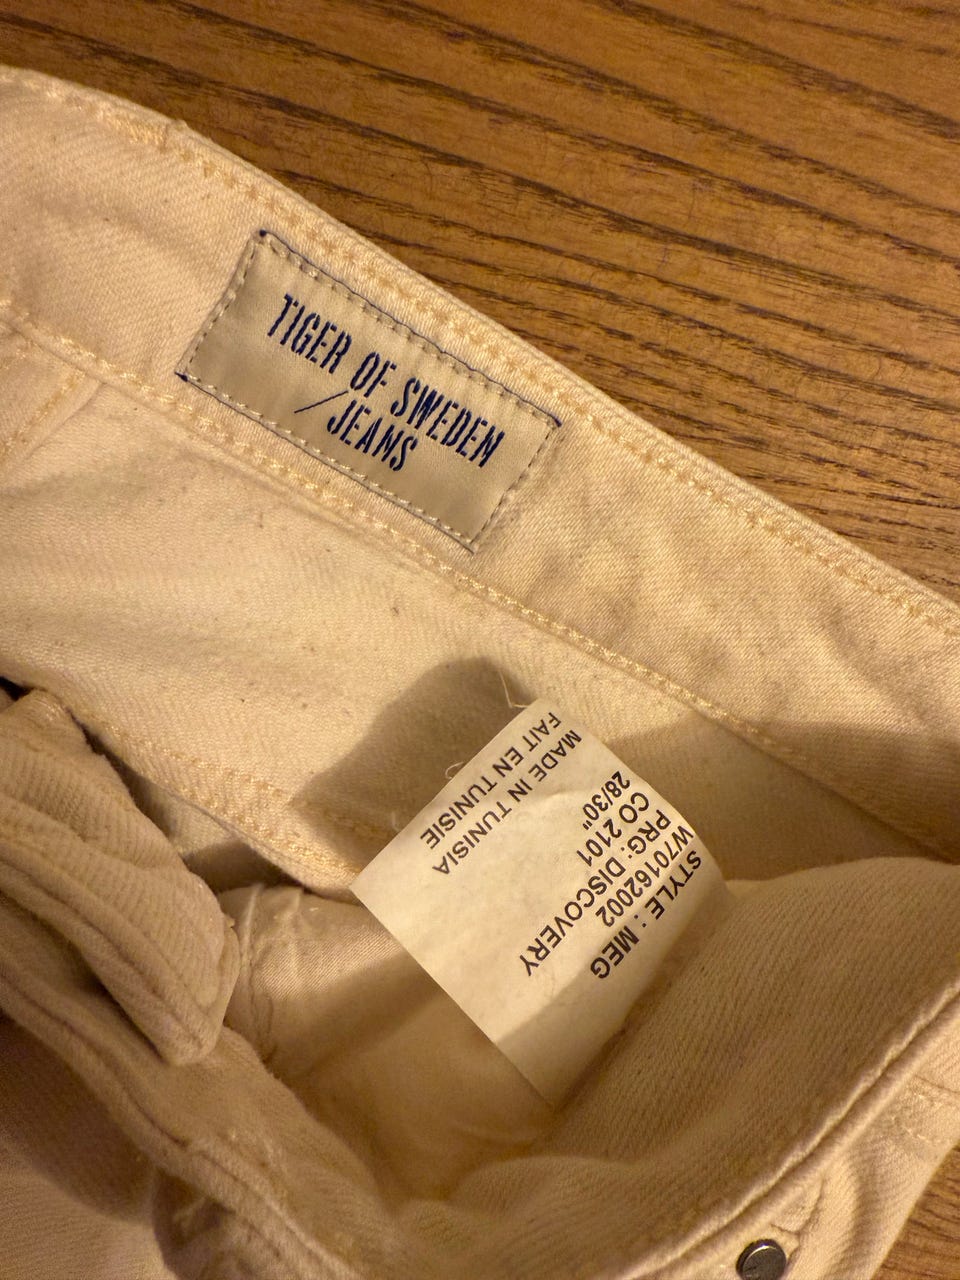 TIGER OF SWEDEN
/JEANS
STYLE : MEG
W70162002
PRG: DISCOVERY
CO 2101
28/30"
MADE IN TUNISIA
FAIT EN TUNISIE